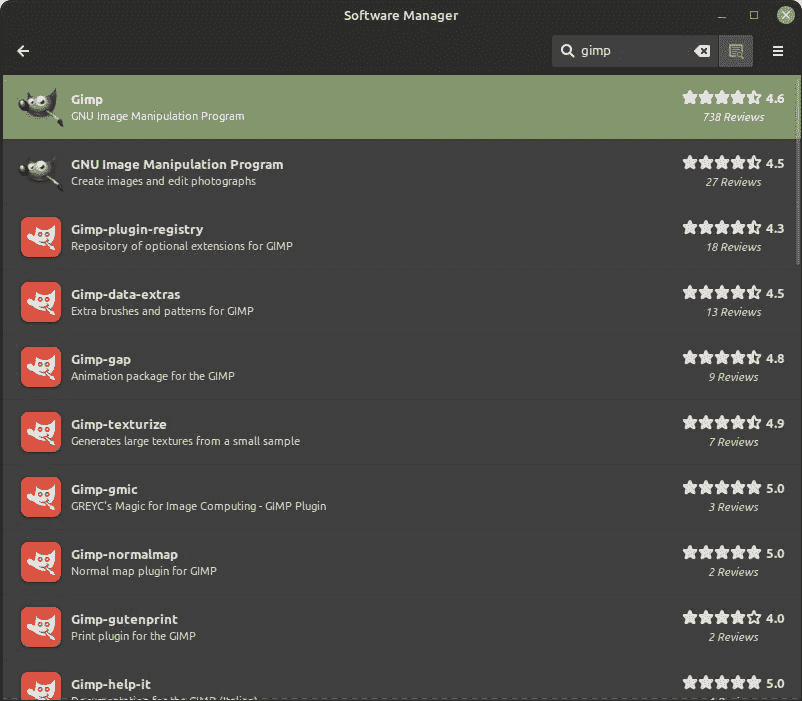 Software Manager
gimp
Gimp
GNU Image Manipulation Program
4.6
738 Reviews
GNU Image Manipulation Program
Create images and edit photographs
4.5
27 Reviews
Gimp-plugin-registry
Repository of optional extensions for GIMP
4.3
18 Reviews
Gimp-data-extras
Extra brushes and patterns for GIMP
4.5
13 Reviews
Gimp-gap
Animation package for the GIMP
4.8
9 Reviews
Gimp-texturize
Generates large textures from a small sample
4.9
7 Reviews
Gimp-gmic
GREYC's Magic for Image Computing - GIMP Plugin
5.0
3 Reviews
Gimp-normalmap
Normal map plugin for GIMP
5.0
2 Reviews
Gimp-gutenprint
Print plugin for the GIMP
4.0
2 Reviews
Gimp-help-it
Documentation for the GIMP (Italian)
5.0